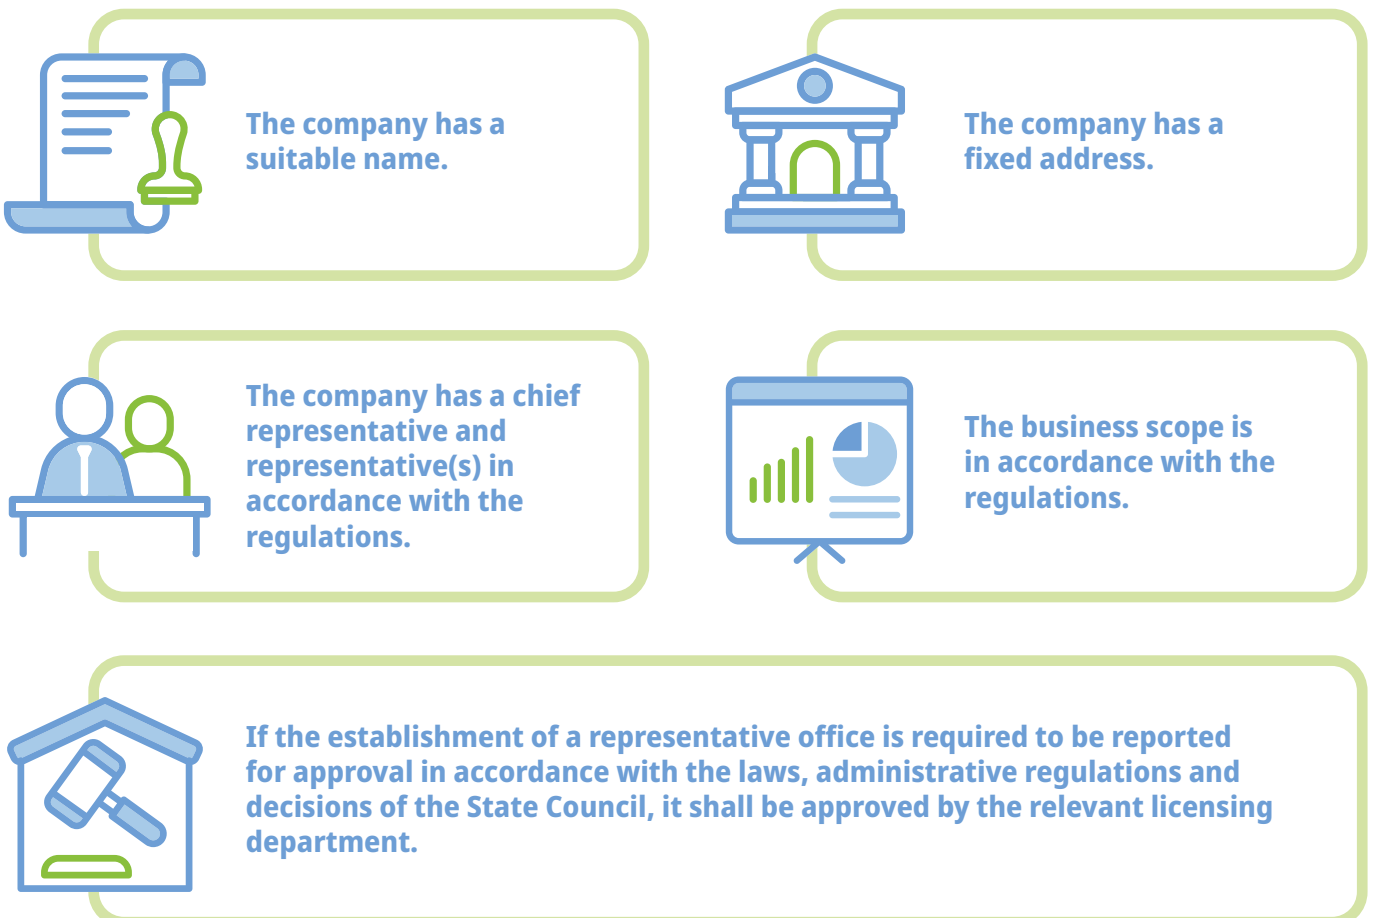 The company has a
suitable name.
The company has a
fixed address.
The company has a chief
representative and
representative(s) in
accordance with the
regulations.
The business scope is
in accordance with the
regulations.
If the establishment of a representative office is required to be reported
for approval in accordance with the laws, administrative regulations and
decisions of the State Council, it shall be approved by the relevant licensing
department.